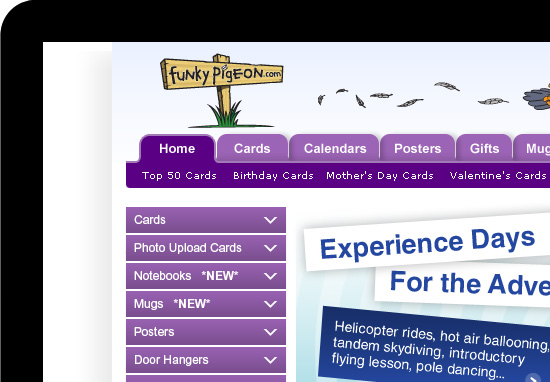 FunkyPigEON.com
Home Cards Calendars Posters Gifts
Top 50 Cards Birthday Cards Mother's Day Cards Valentine's Cards
Cards
Photo Upload Cards
Notebooks *NEW*
Mugs *NEW*
Posters
Door Hangers
Experience Days
For the Adve
Helicopter rides, hot air ballooning,
tandem skydiving, introductory
flying lesson, pole dancing...